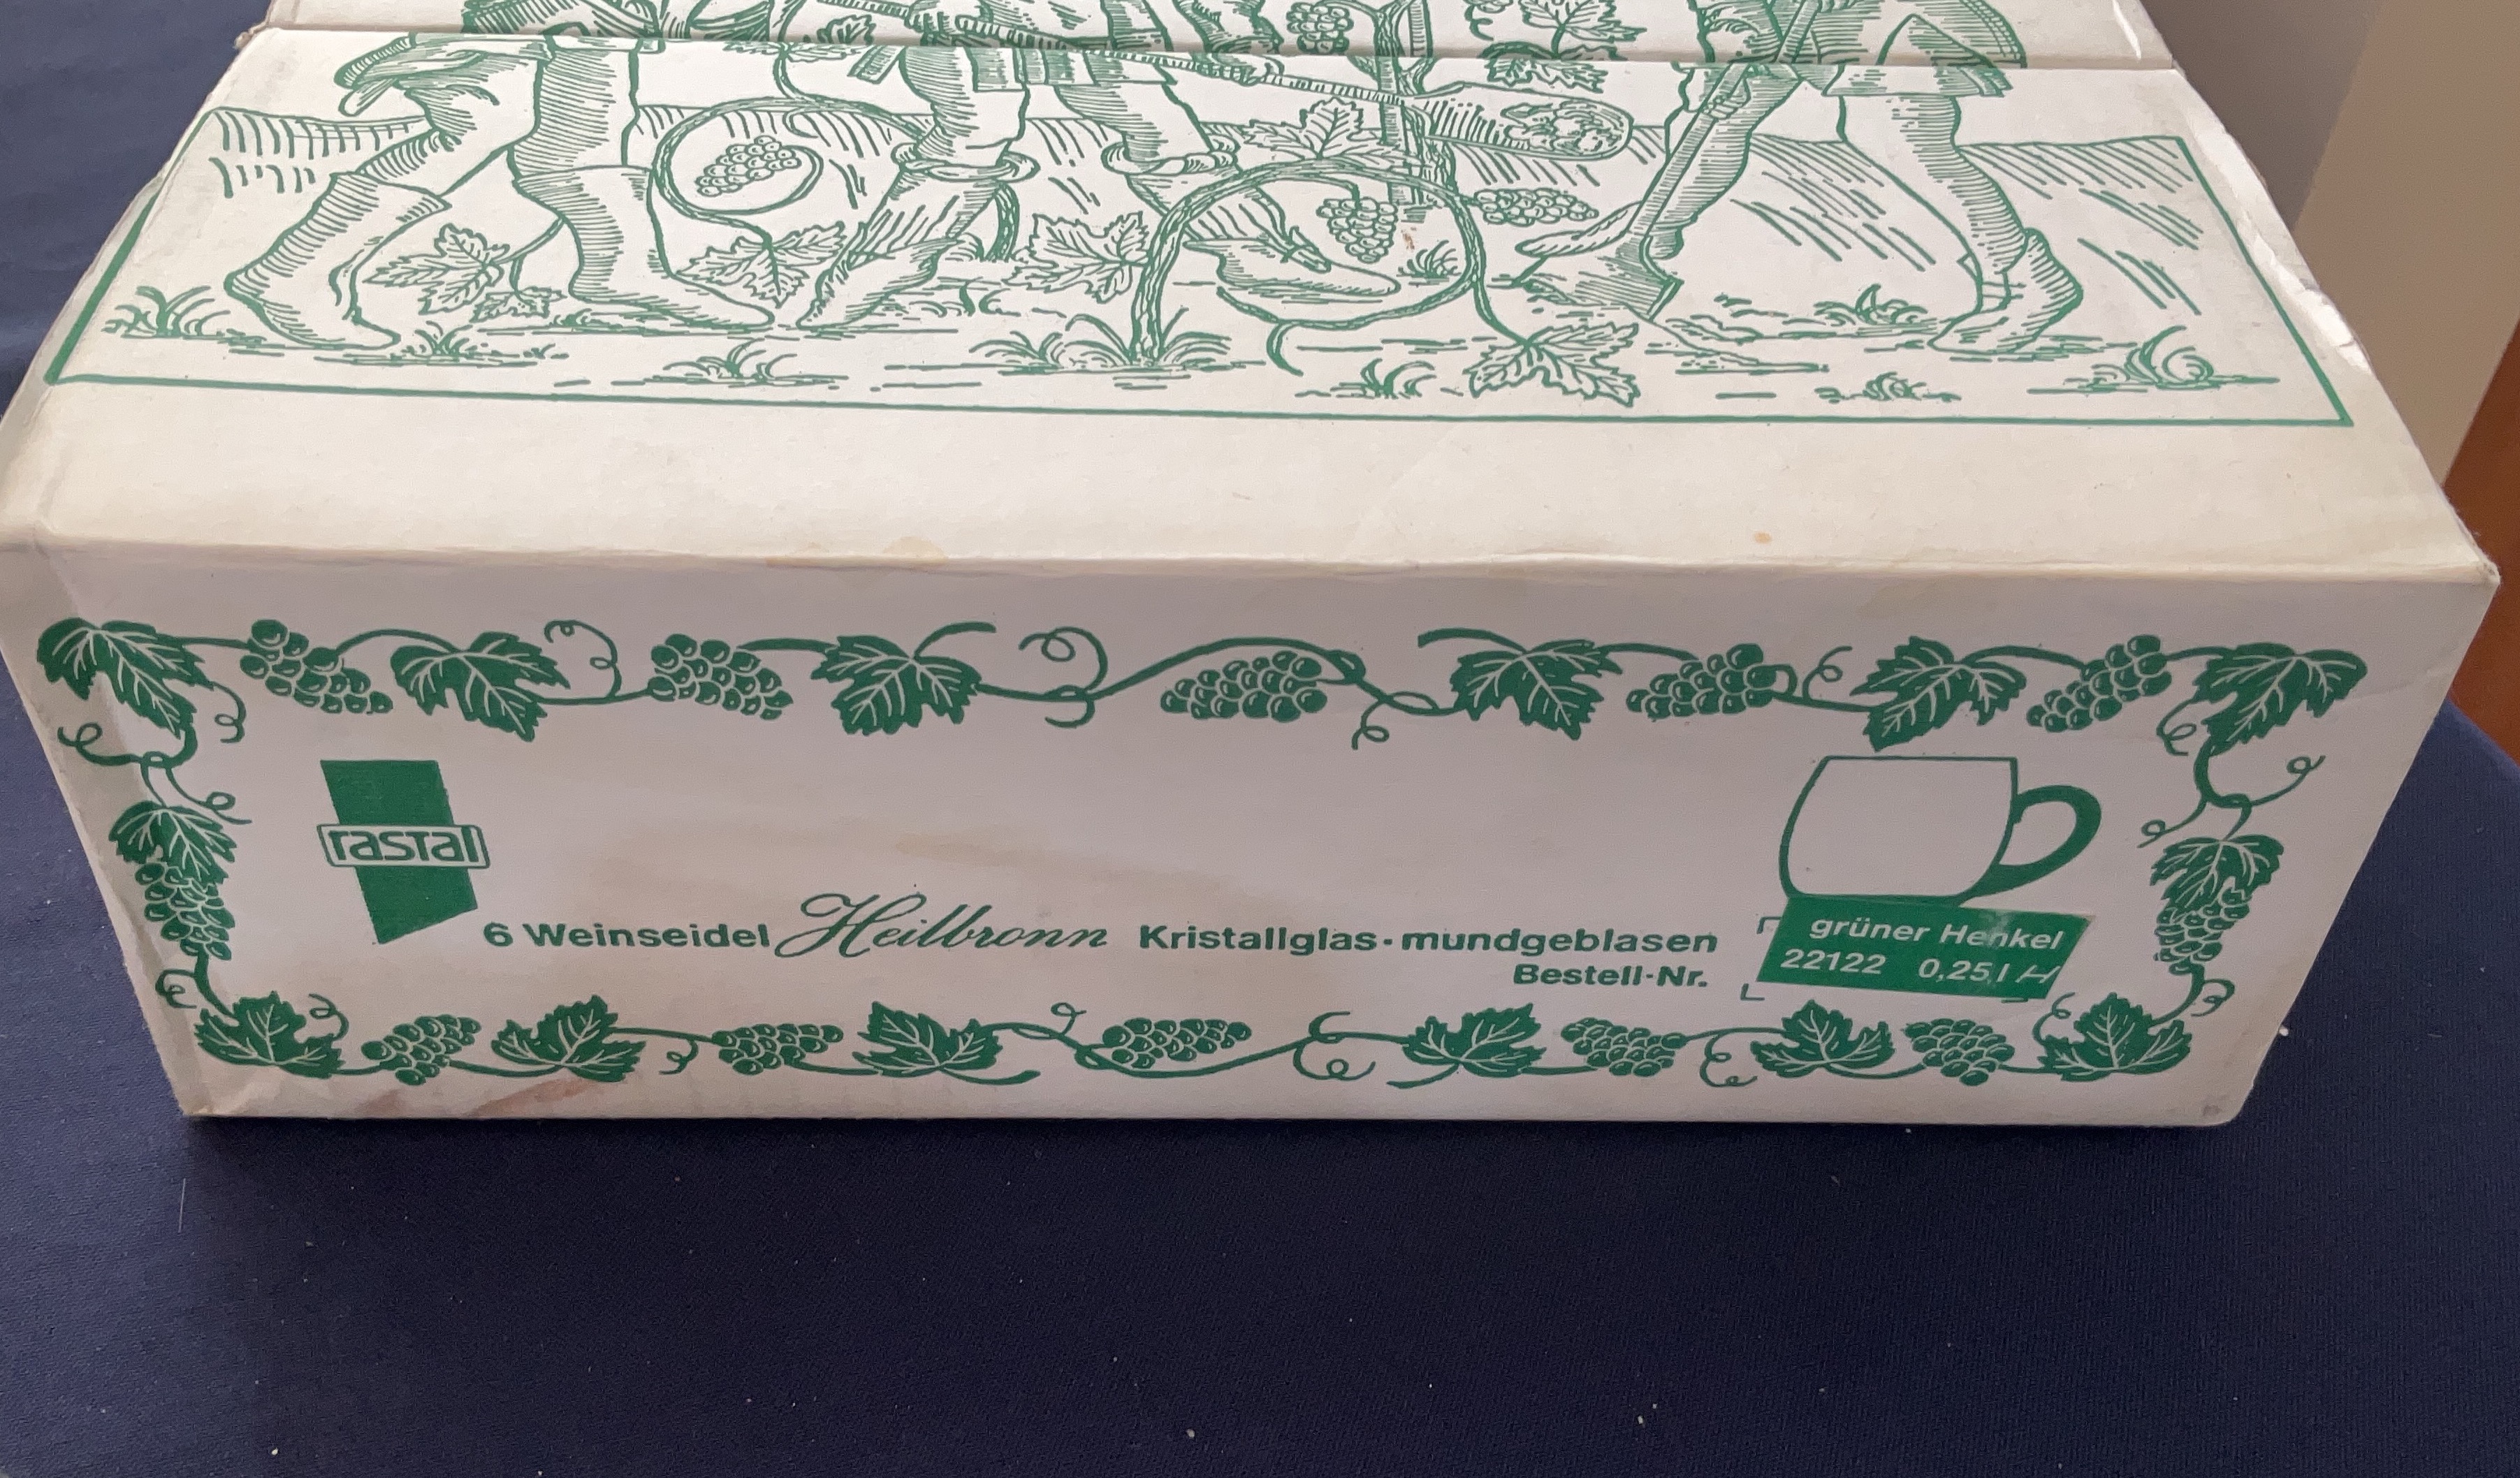 rastal
6 Weinseidel Heilbronn Kristallglas · mundgeblasen
Bestell-Nr.
grüner Henkel
22122 0,25 l